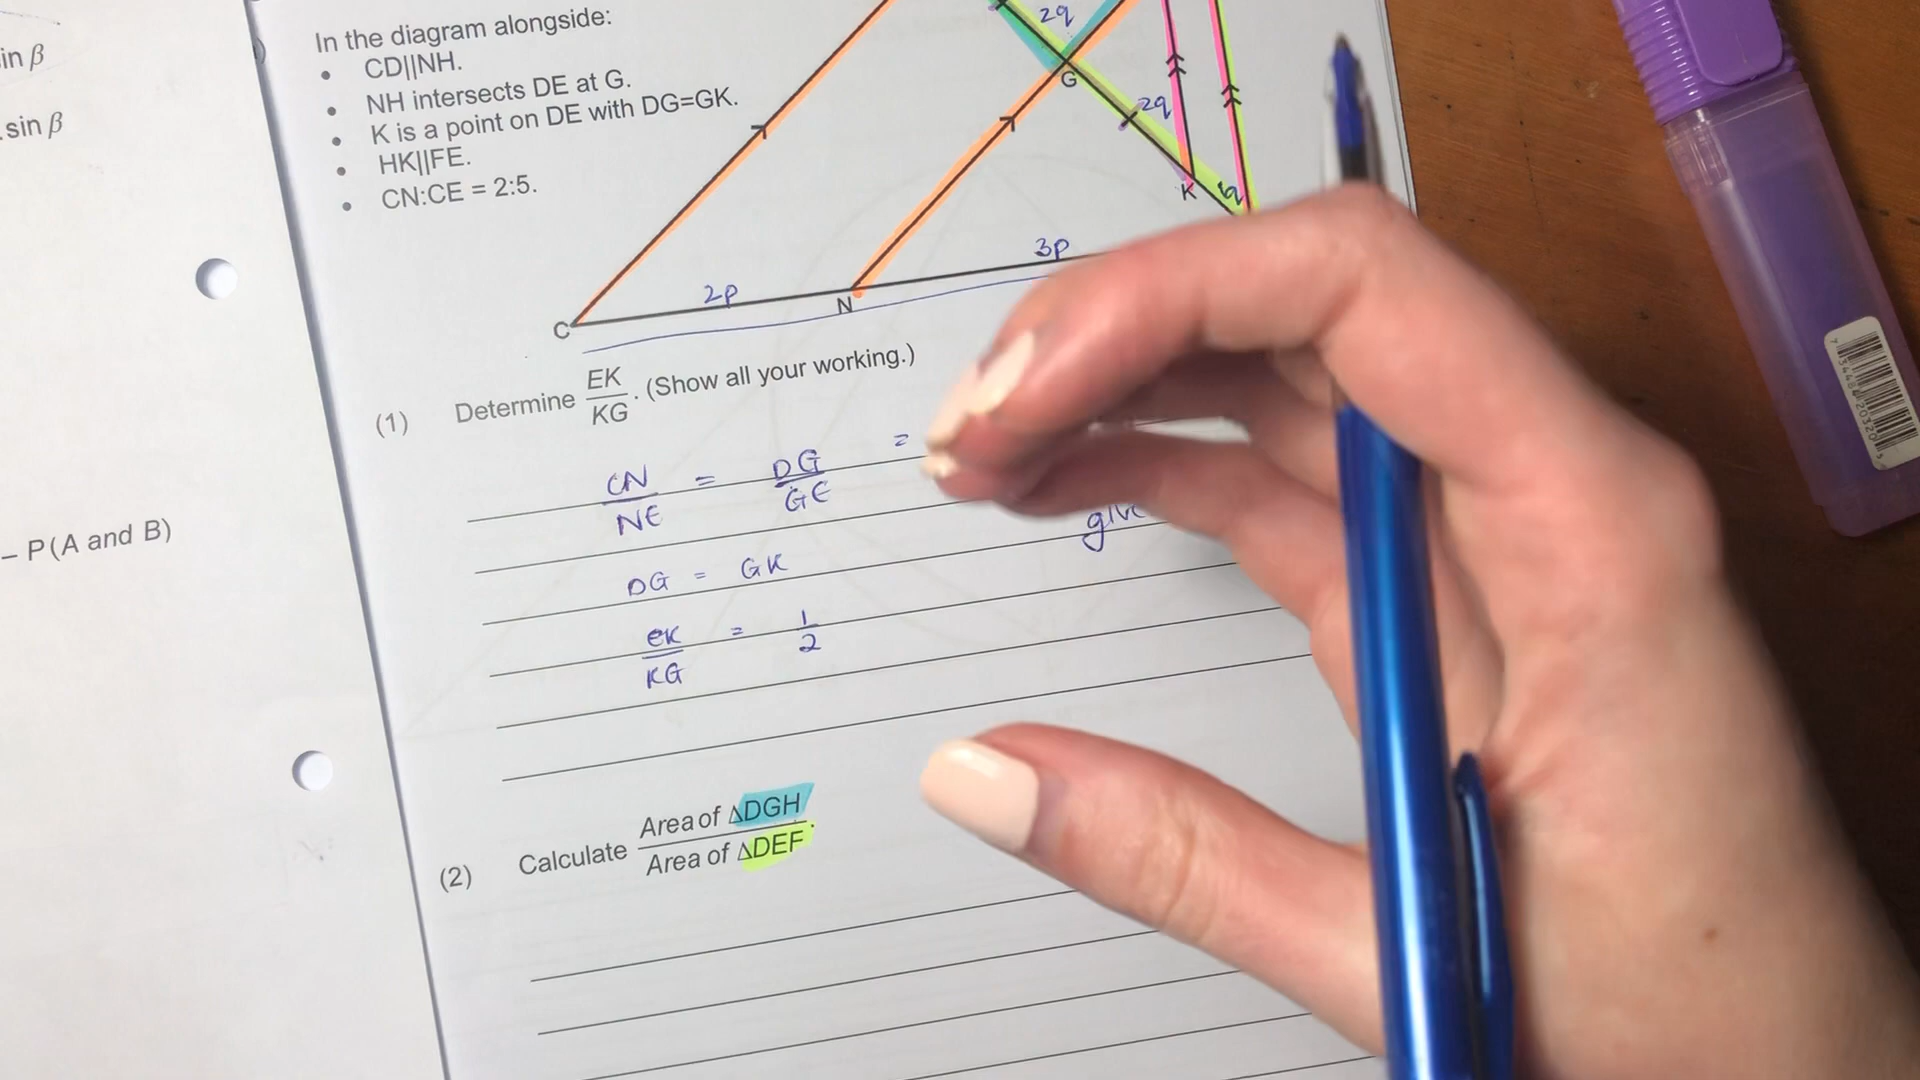 in β
sin β
– P(A and B)
In the diagram alongside:
• CD||NH.
• NH intersects DE at G.
• K is a point on DE with DG=GK.
• HK||FE.
• CN:CE = 2:5.
2q
G
2q
K
q
3p
2p
N
C
(1) Determine EK/KG. (Show all your working.)
CN/NE = DG/GE =
DG = GK
EK/KG = 1/2
(2) Calculate Area of ΔDGH/Area of ΔDEF.